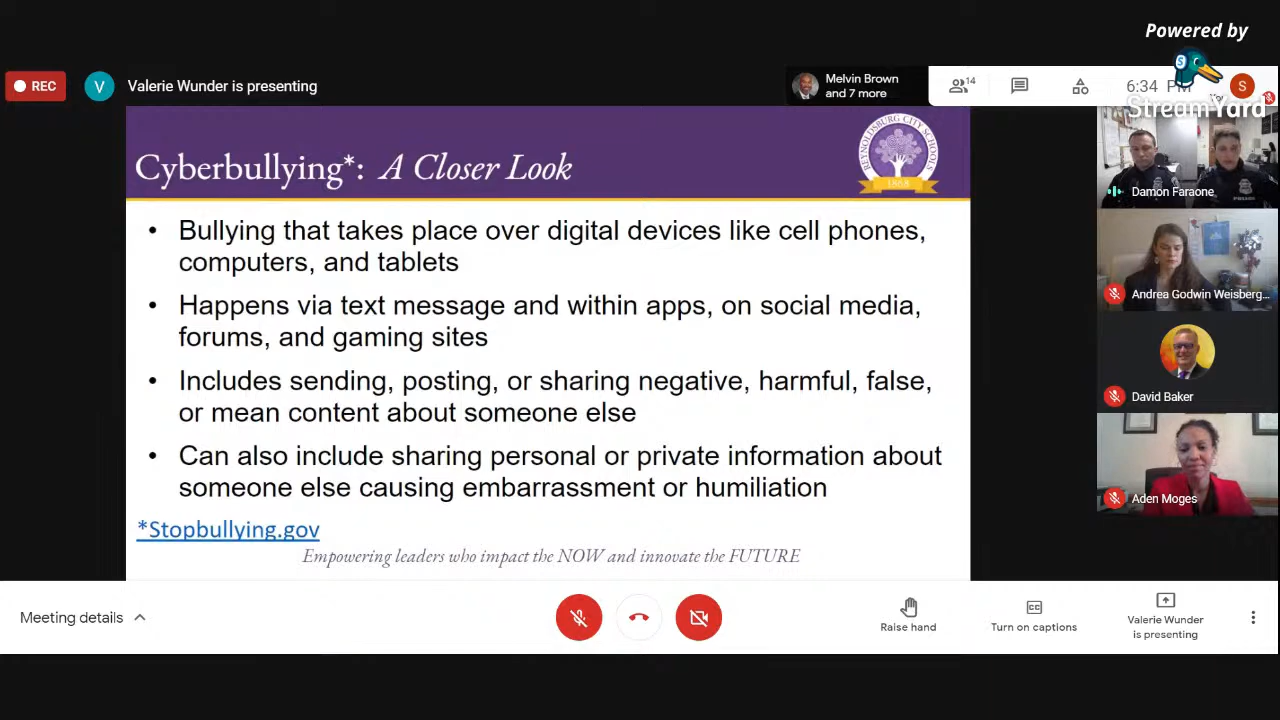 Powered by
StreamYard
REC
V
Valerie Wunder is presenting
Melvin Brown
and 7 more
14
6:34 PM
S
Cyberbullying*: A Closer Look
REYNOLDSBURG CITY SCHOOLS
1868
• Bullying that takes place over digital devices like cell phones,
computers, and tablets
• Happens via text message and within apps, on social media,
forums, and gaming sites
• Includes sending, posting, or sharing negative, harmful, false,
or mean content about someone else
• Can also include sharing personal or private information about
someone else causing embarrassment or humiliation
*Stopbullying.gov
Empowering leaders who impact the NOW and innovate the FUTURE
Damon Faraone
Andrea Godwin Weisberg...
David Baker
Aden Moges
Meeting details
Raise hand
CC
Turn on captions
Valerie Wunder
is presenting